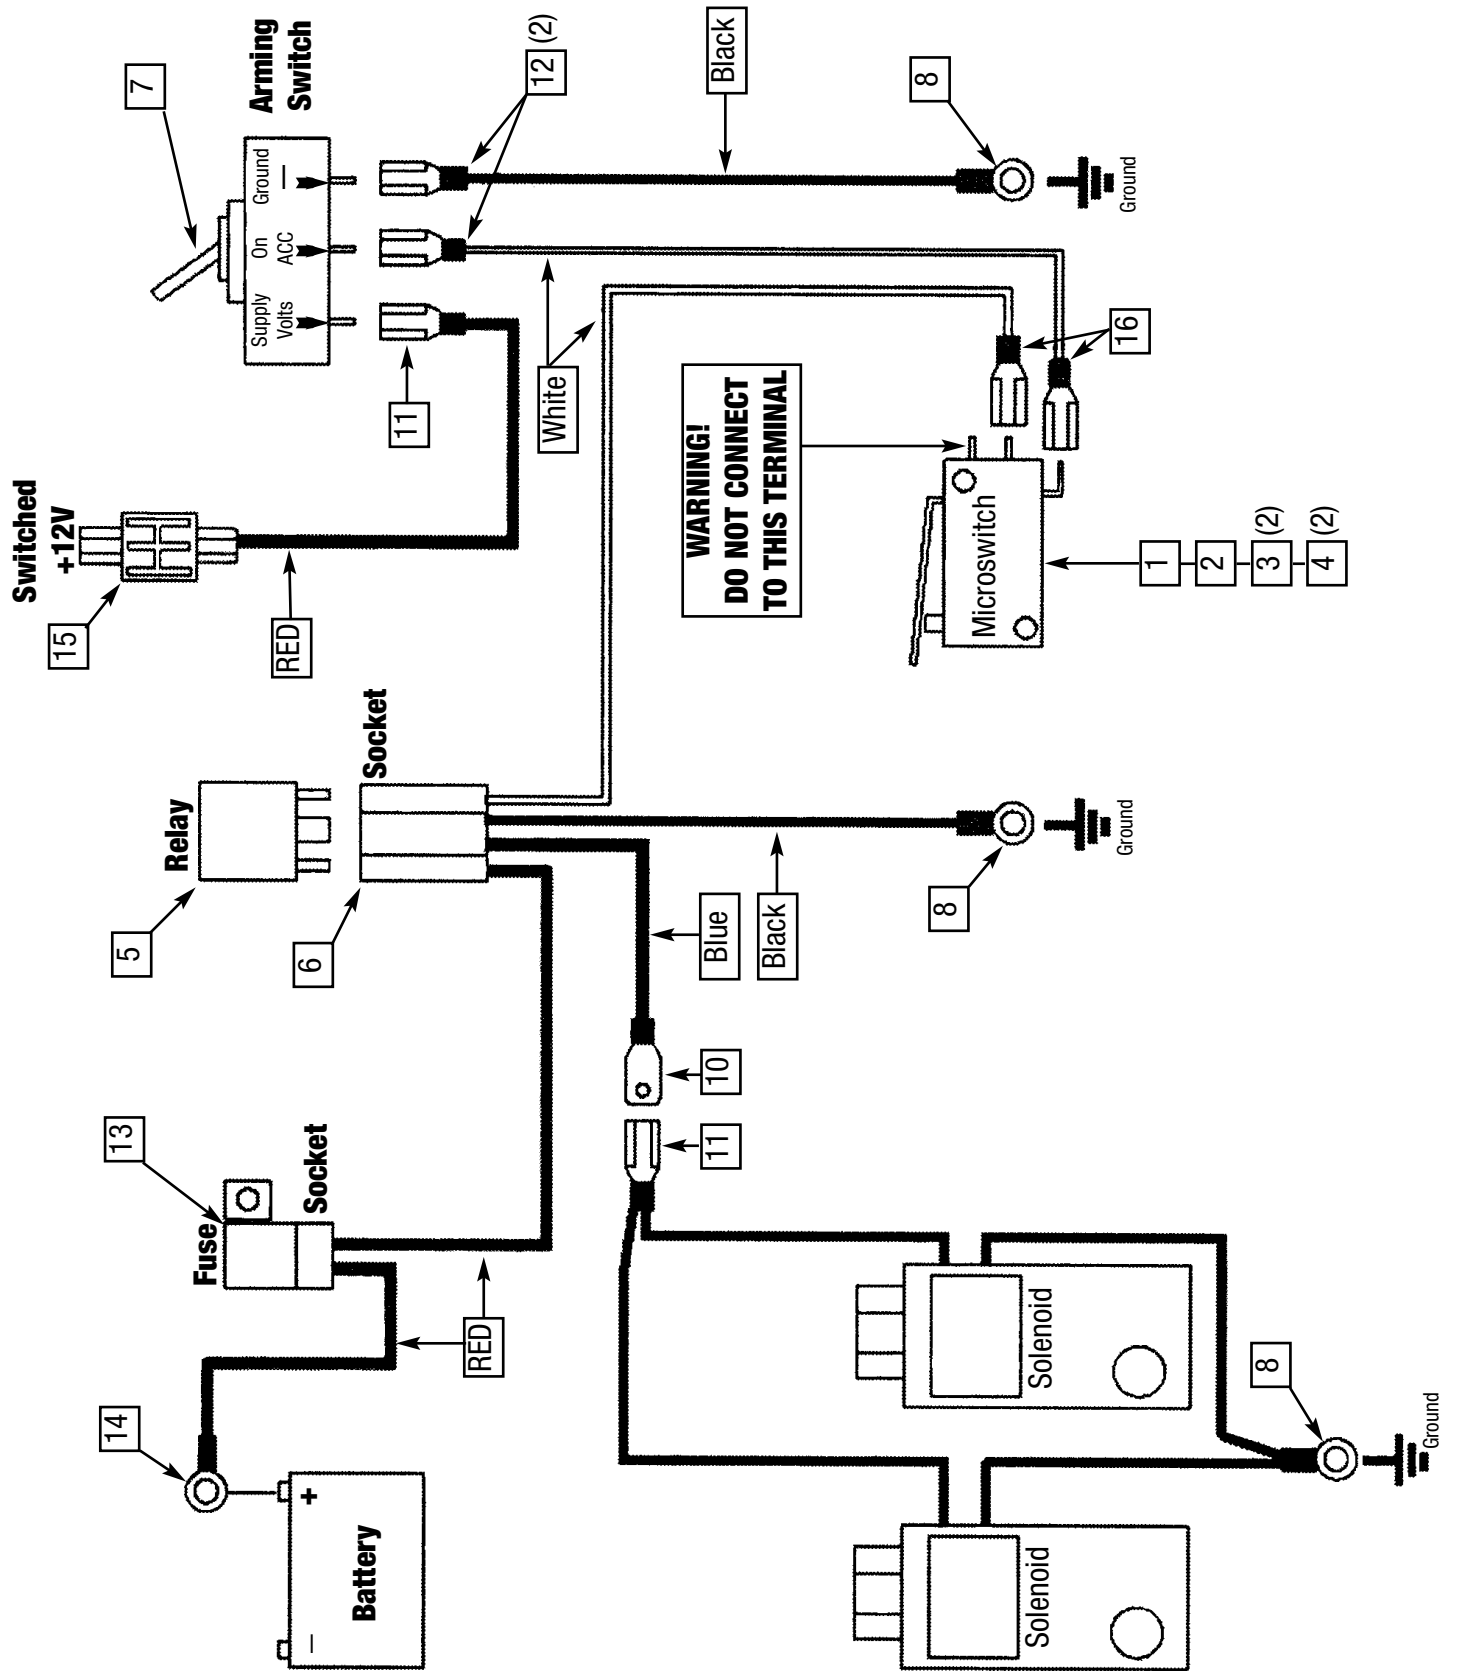 14
Battery
+
–
Fuse
13
Socket
RED
5
Relay
6
Socket
Switched
+12V
15
RED
7
Arming
Switch
Supply
Volts
On
ACC
Ground
—
11
12 (2)
White
Black
8
Ground
WARNING!
DO NOT CONNECT
TO THIS TERMINAL
16
Microswitch
1
2
3 (2)
4 (2)
Blue
Black
8
Ground
10
11
Solenoid
Solenoid
8
Ground